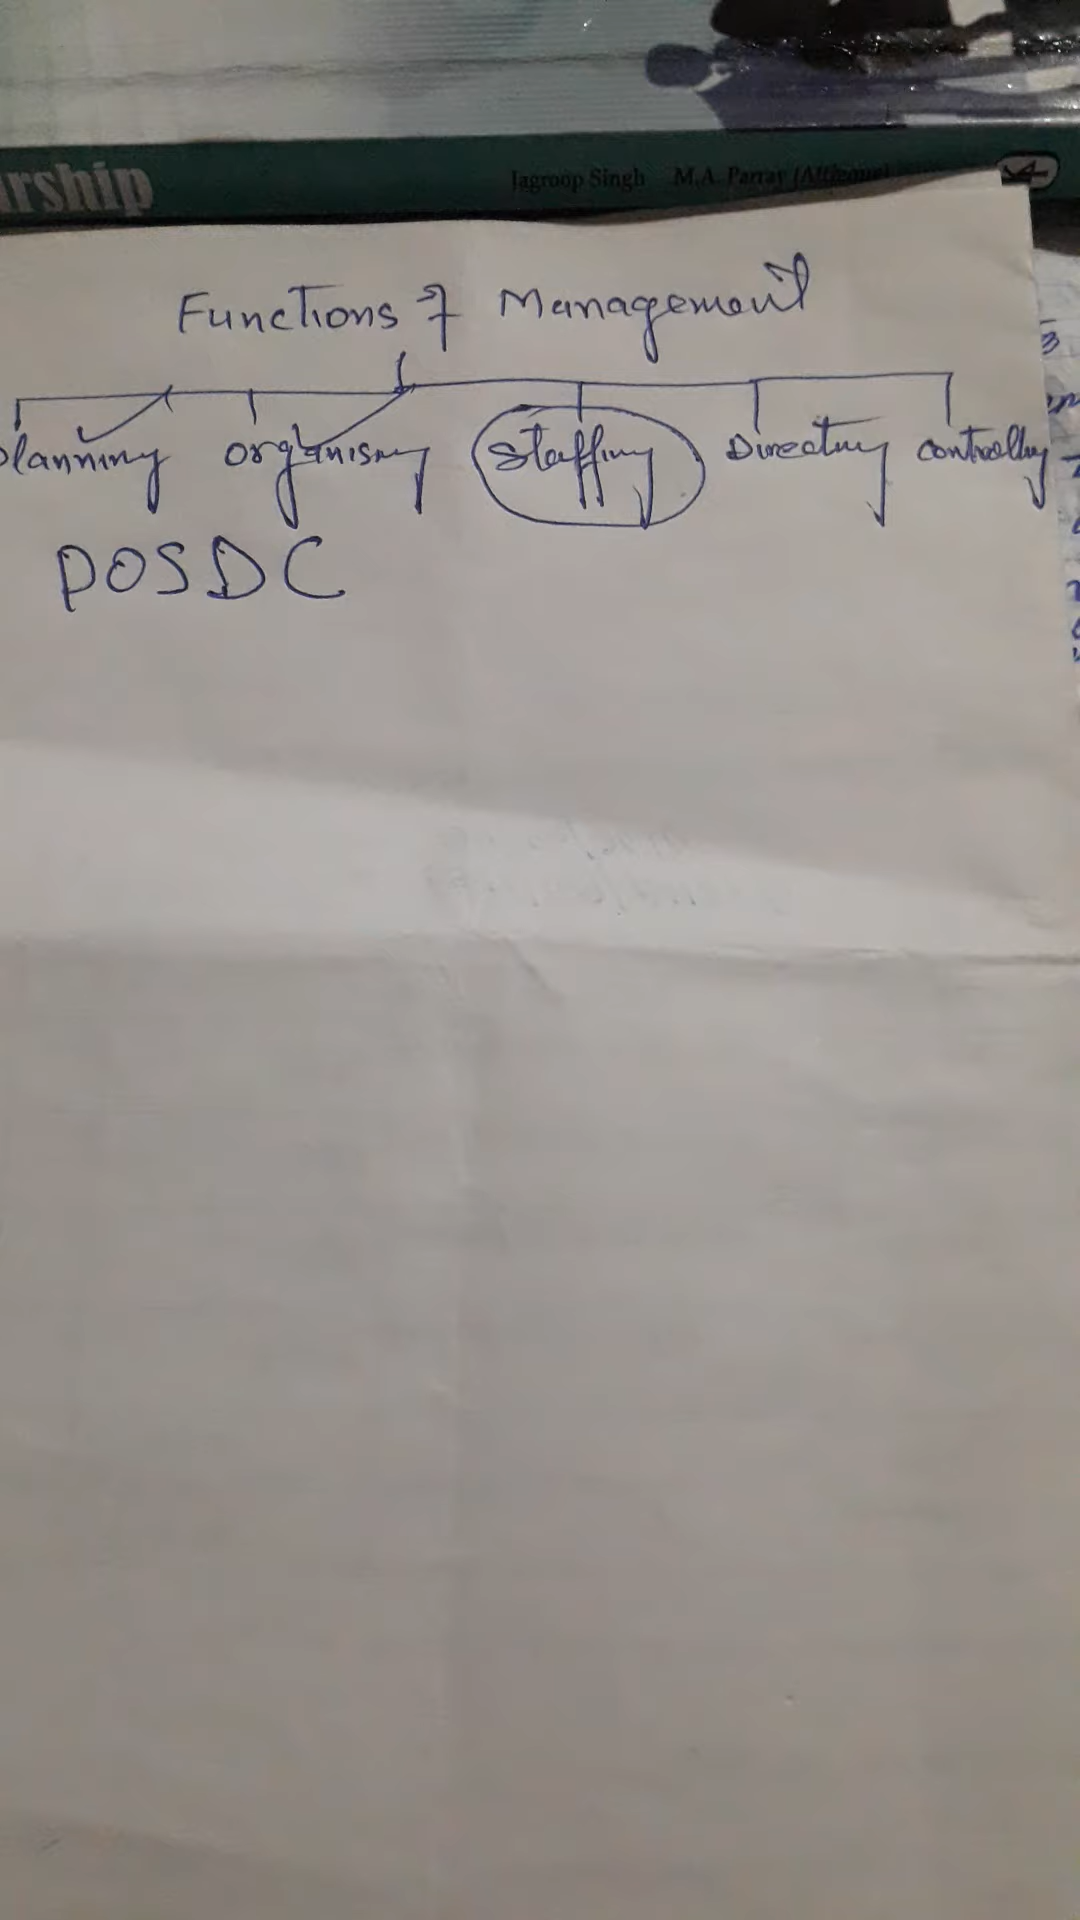 rship
Jagroop Singh M.A. Parray
Functions of Management
Planning organising Staffing Directing controlling
POSDC